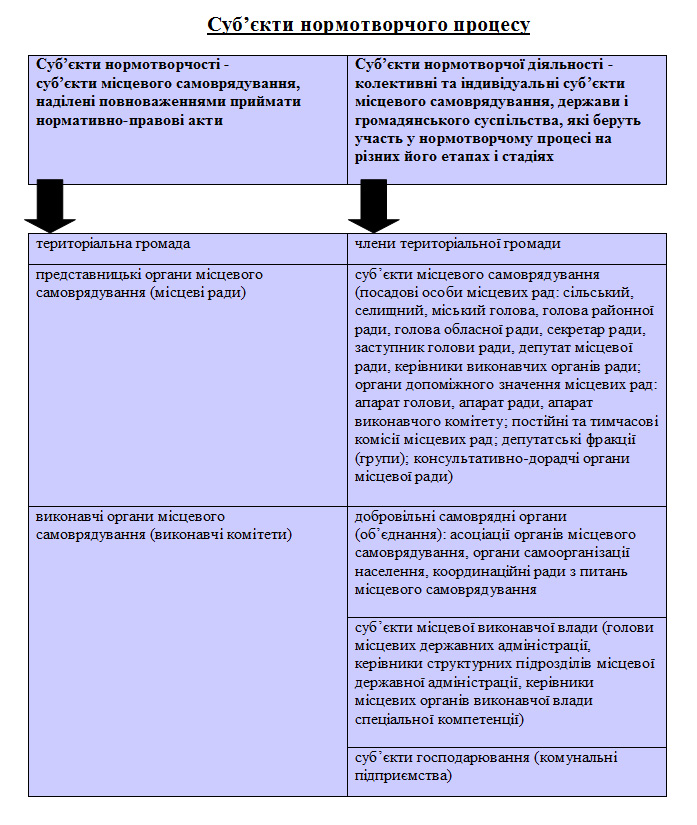 Суб’єкти нормотворчого процесу
Суб’єкти нормотворчості -
суб’єкти місцевого самоврядування,
наділені повноваженнями приймати
нормативно-правові акти
Суб’єкти нормотворчої діяльності -
колективні та індивідуальні суб’єкти
місцевого самоврядування, держави і
громадянського суспільства, які беруть
участь у нормотворчому процесі на
різних його етапах і стадіях
територіальна громада
члени територіальної громади
представницькі органи місцевого
самоврядування (місцеві ради)
суб’єкти місцевого самоврядування
(посадові особи місцевих рад: сільський,
селищний, міський голова, голова районної
ради, голова обласної ради, секретар ради,
заступник голови ради, депутат місцевої
ради, керівники виконавчих органів ради;
органи допоміжного значення місцевих рад:
апарат голови, апарат ради, апарат
виконавчого комітету; постійні та тимчасові
комісії місцевих рад; депутатські фракції
(групи); консультативно-дорадчі органи
місцевої ради)
виконавчі органи місцевого
самоврядування (виконавчі комітети)
добровільні самоврядні органи
(об’єднання): асоціації органів місцевого
самоврядування, органи самоорганізації
населення, координаційні ради з питань
місцевого самоврядування
суб’єкти місцевої виконавчої влади (голови
місцевих державних адміністрації,
керівники структурних підрозділів місцевої
державної адміністрації, керівники
місцевих органів виконавчої влади
спеціальної компетенції)
суб’єкти господарювання (комунальні
підприємства)